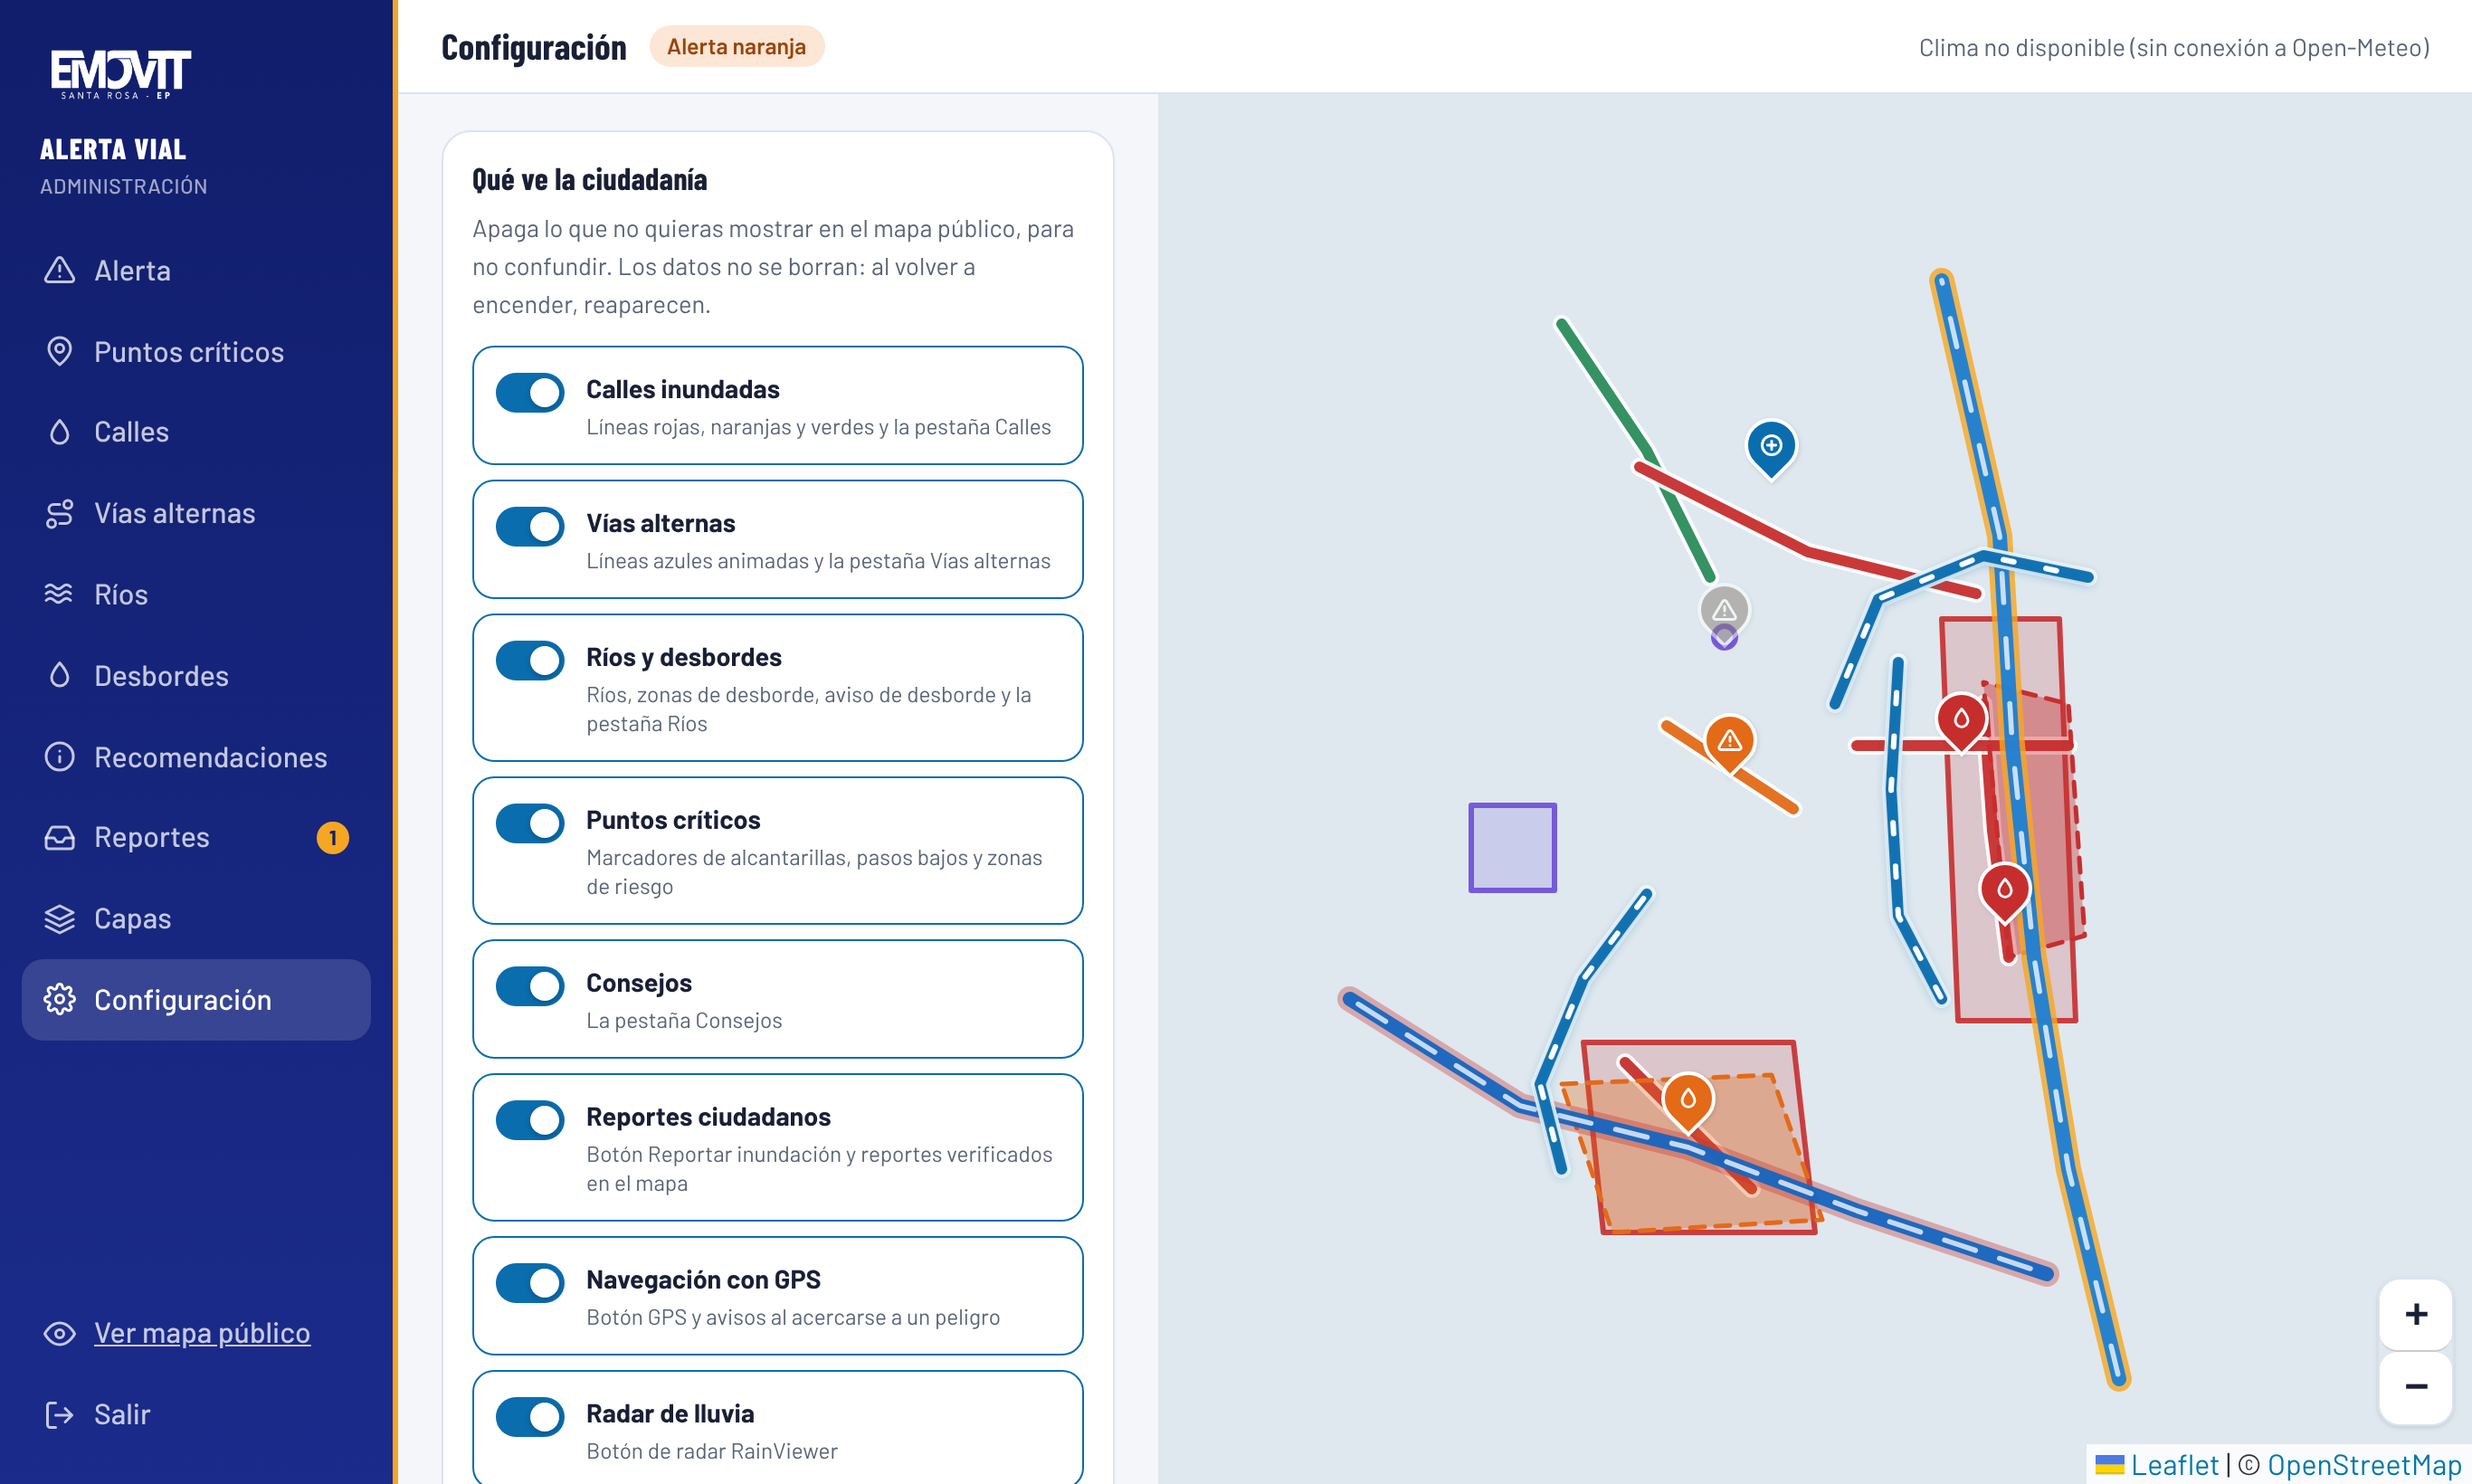 EMOVTT
SANTA ROSA - EP
ALERTA VIAL
ADMINISTRACIÓN
Alerta
Puntos críticos
Calles
Vías alternas
Ríos
Desbordes
Recomendaciones
Reportes 1
Capas
Configuración
Ver mapa público
Salir
Configuración Alerta naranja
Clima no disponible (sin conexión a Open-Meteo)
Qué ve la ciudadanía
Apaga lo que no quieras mostrar en el mapa público, para
no confundir. Los datos no se borran: al volver a
encender, reaparecen.
Calles inundadas
Líneas rojas, naranjas y verdes y la pestaña Calles
Vías alternas
Líneas azules animadas y la pestaña Vías alternas
Ríos y desbordes
Ríos, zonas de desborde, aviso de desborde y la
pestaña Ríos
Puntos críticos
Marcadores de alcantarillas, pasos bajos y zonas
de riesgo
Consejos
La pestaña Consejos
Reportes ciudadanos
Botón Reportar inundación y reportes verificados
en el mapa
Navegación con GPS
Botón GPS y avisos al acercarse a un peligro
Radar de lluvia
Botón de radar RainViewer
+
−
Leaflet | © OpenStreetMap